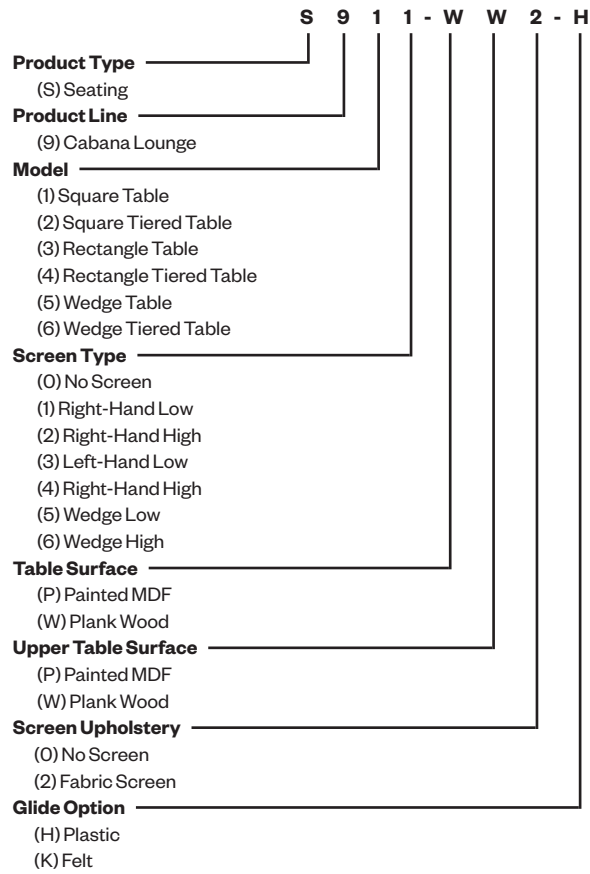 S 9 1 1 - W W 2 - H
Product Type
(S) Seating
Product Line
(9) Cabana Lounge
Model
(1) Square Table
(2) Square Tiered Table
(3) Rectangle Table
(4) Rectangle Tiered Table
(5) Wedge Table
(6) Wedge Tiered Table
Screen Type
(0) No Screen
(1) Right-Hand Low
(2) Right-Hand High
(3) Left-Hand Low
(4) Right-Hand High
(5) Wedge Low
(6) Wedge High
Table Surface
(P) Painted MDF
(W) Plank Wood
Upper Table Surface
(P) Painted MDF
(W) Plank Wood
Screen Upholstery
(0) No Screen
(2) Fabric Screen
Glide Option
(H) Plastic
(K) Felt